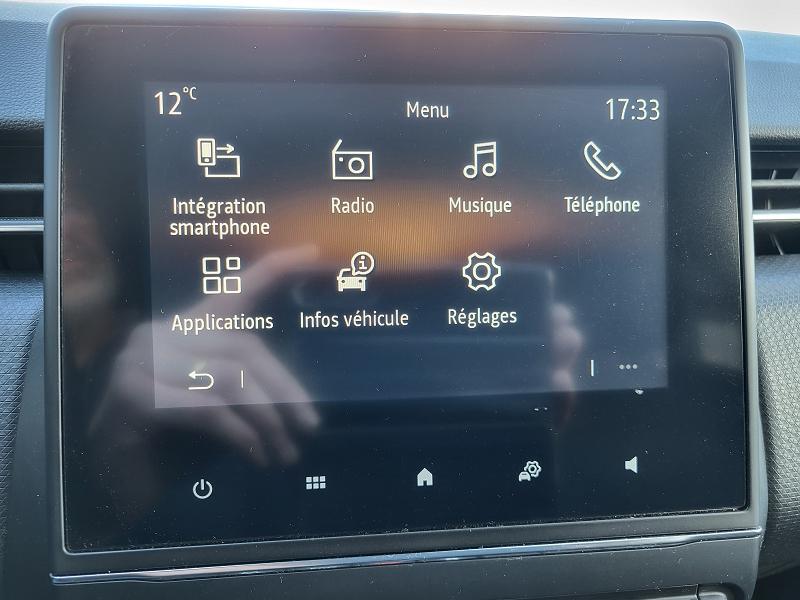 12°C Menu 17:33
Intégration smartphone
Radio
Musique
Téléphone
Applications
Infos véhicule
Réglages